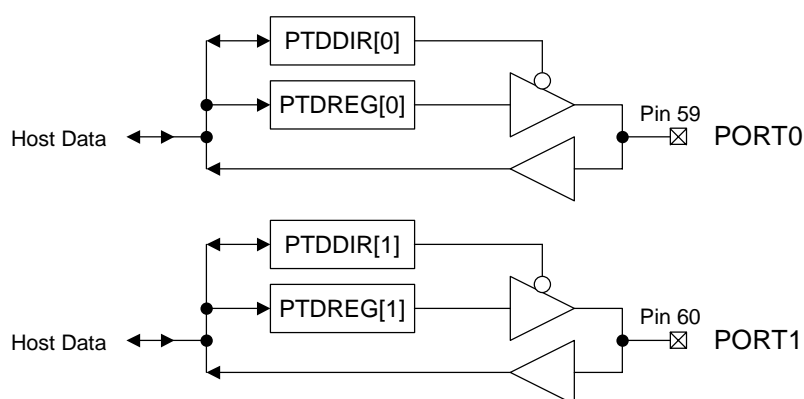 PTDDIR[0]
PTDREG[0]
Pin 59
Host Data
PORT0
PTDDIR[1]
PTDREG[1]
Pin 60
Host Data
PORT1